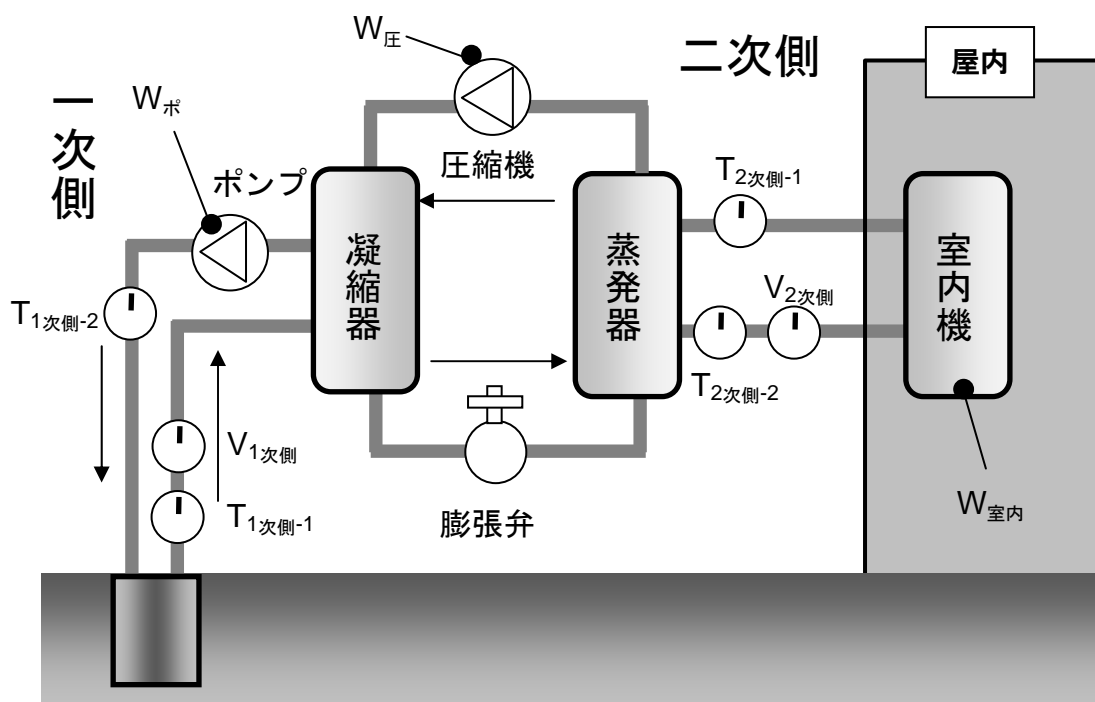 W圧
二次側
屋内
一次側
Wポ
ポンプ
圧縮機
T2次側-1
凝縮器
蒸発器
室内機
T1次側-2
V2次側
T2次側-2
V1次側
T1次側-1
膨張弁
W室内